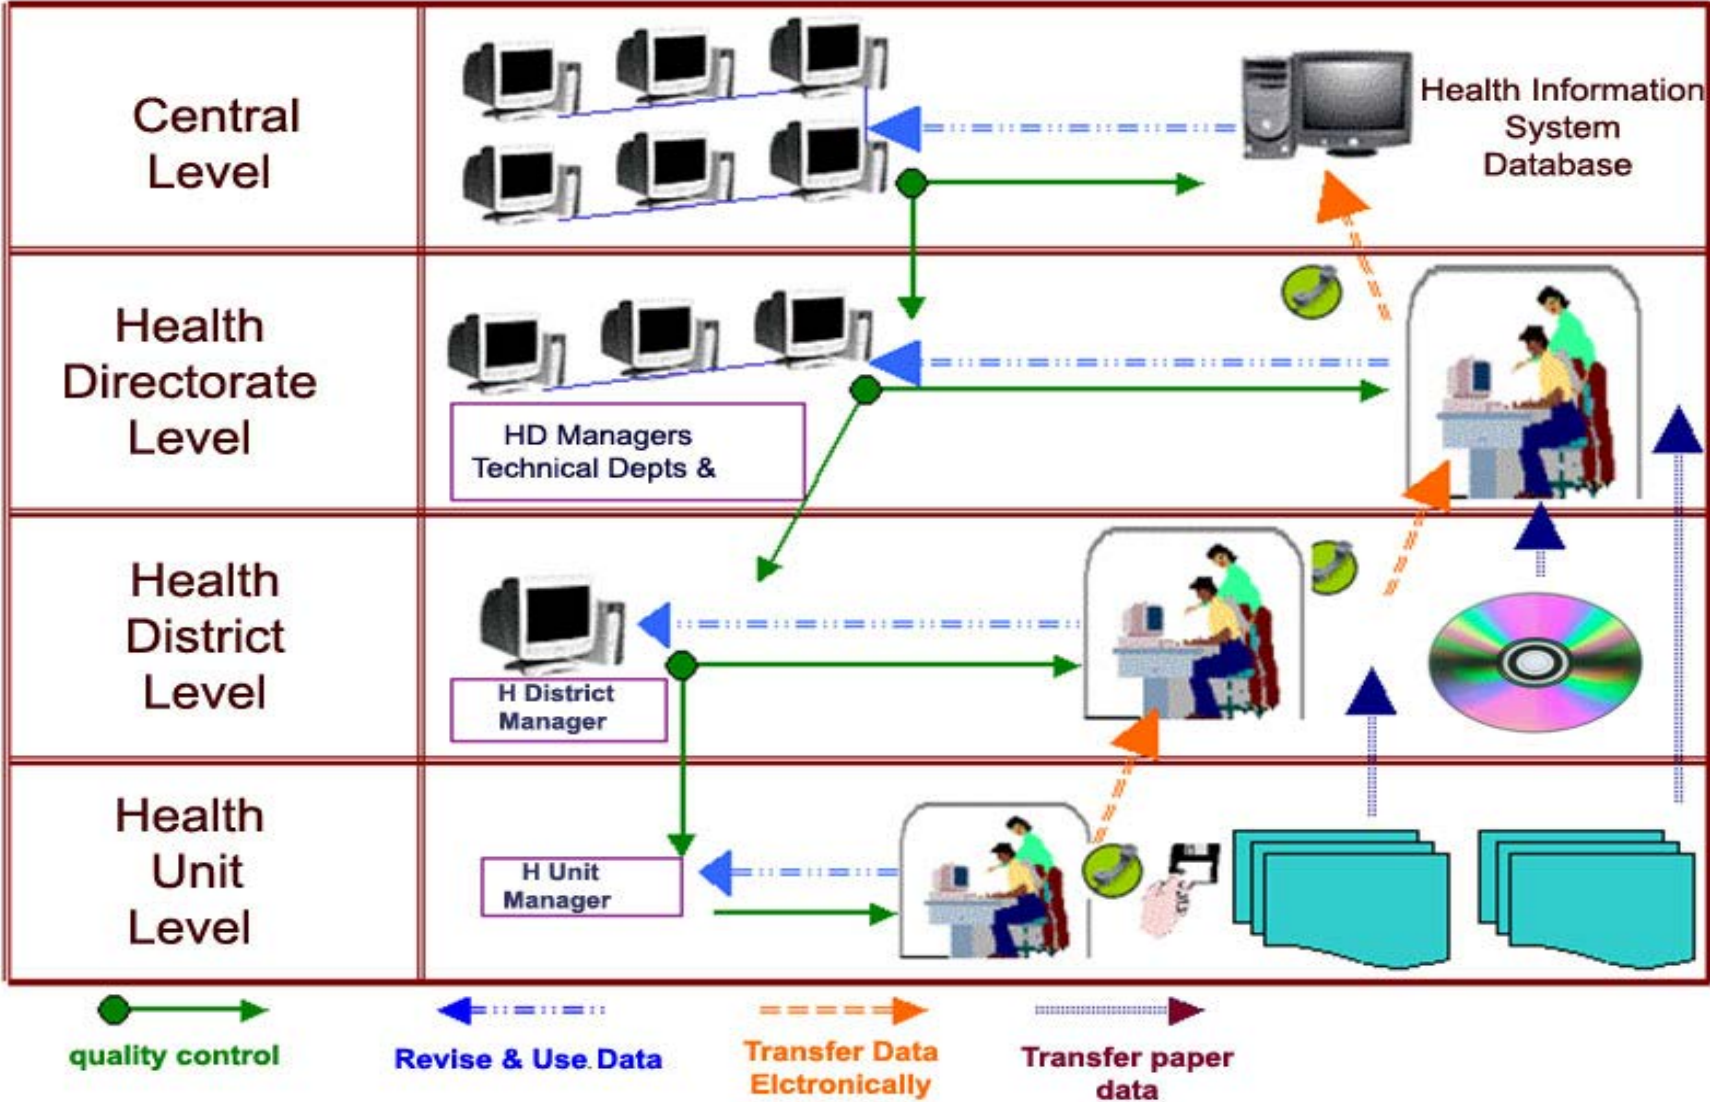 Central
Level
Health Information
System
Database
Health
Directorate
Level
HD Managers
Technical Depts &
Health
District
Level
H District
Manager
Health
Unit
Level
H Unit
Manager
quality control
Revise & Use. Data
Transfer Data
Elctronically
Transfer paper
data